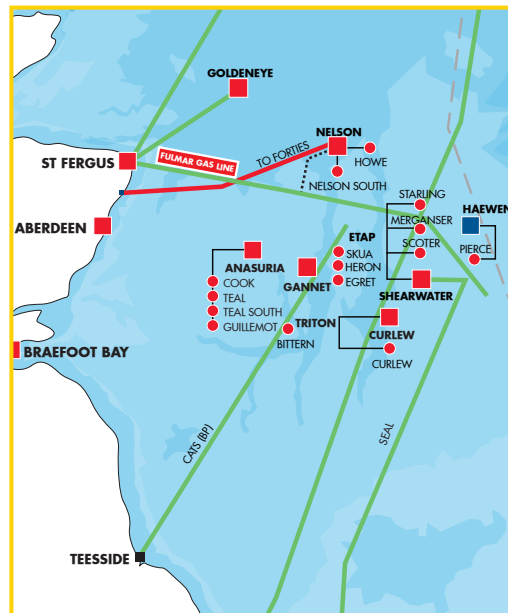 GOLDENEYE
NELSON
TO FORTIES
HOWE
FULMAR GAS LINE
ST FERGUS
NELSON SOUTH
STARLING
MERGANSER
HAEWEN
ABERDEEN
ETAP
SCOTER
SKUA
PIERCE
ANASURIA
HERON
COOK
GANNET
EGRET
SHEARWATER
TEAL
TEAL SOUTH
TRITON
GUILLEMOT
BITTERN
CURLEW
BRAEFOOT BAY
CURLEW
CATS (BP)
SEAL
TEESSIDE